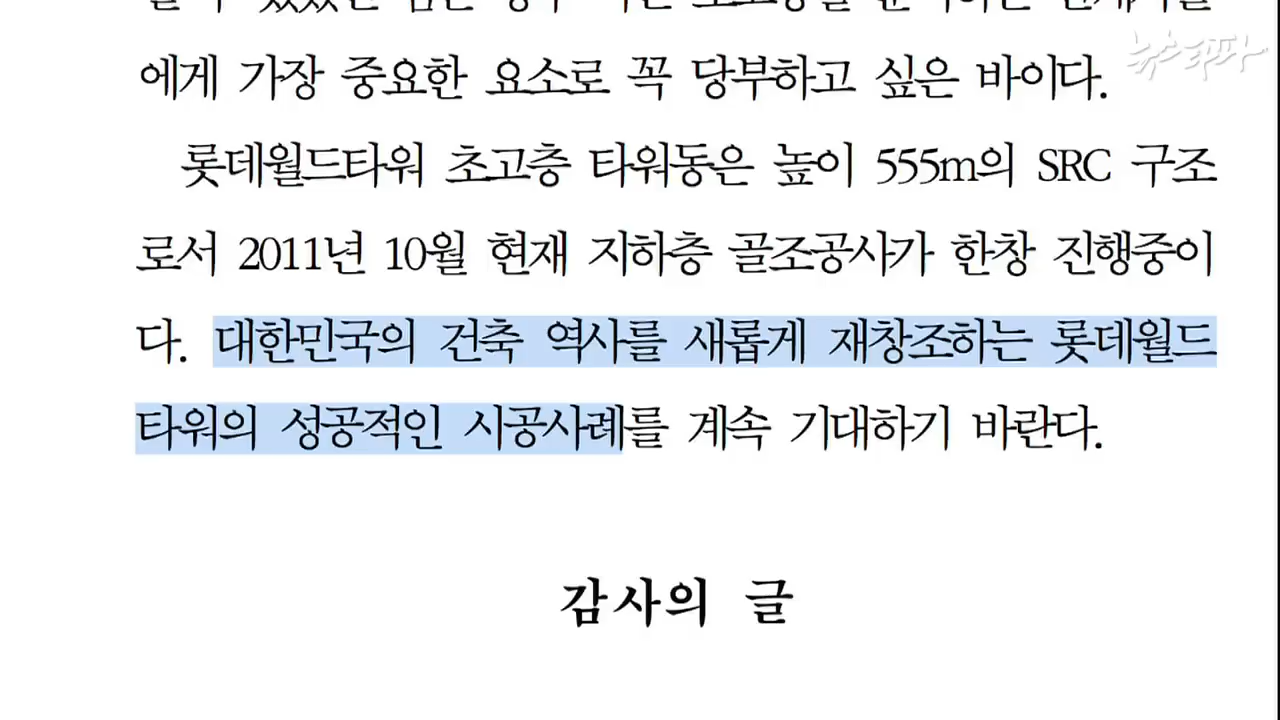 뉴스타파
에게 가장 중요한 요소로 꼭 당부하고 싶은 바이다.
롯데월드타워 초고층 타워동은 높이 555m의 SRC 구조
로서 2011년 10월 현재 지하층 골조공사가 한창 진행중이
다. 대한민국의 건축 역사를 새롭게 재창조하는 롯데월드
타워의 성공적인 시공사례를 계속 기대하기 바란다.
감사의 글